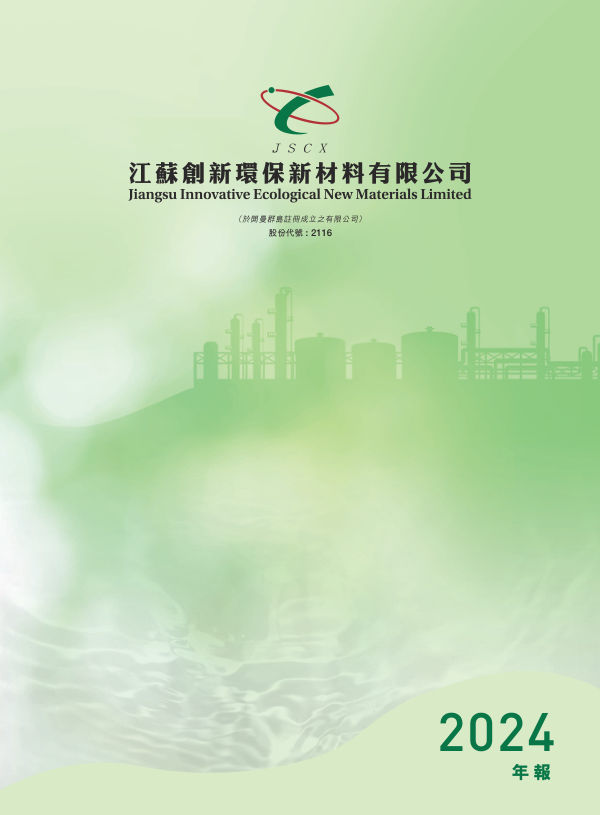 JSCX
江蘇創新環保新材料有限公司
Jiangsu Innovative Ecological New Materials Limited
（於開曼群島註冊成立之有限公司）
股份代號：2116
2024
年報